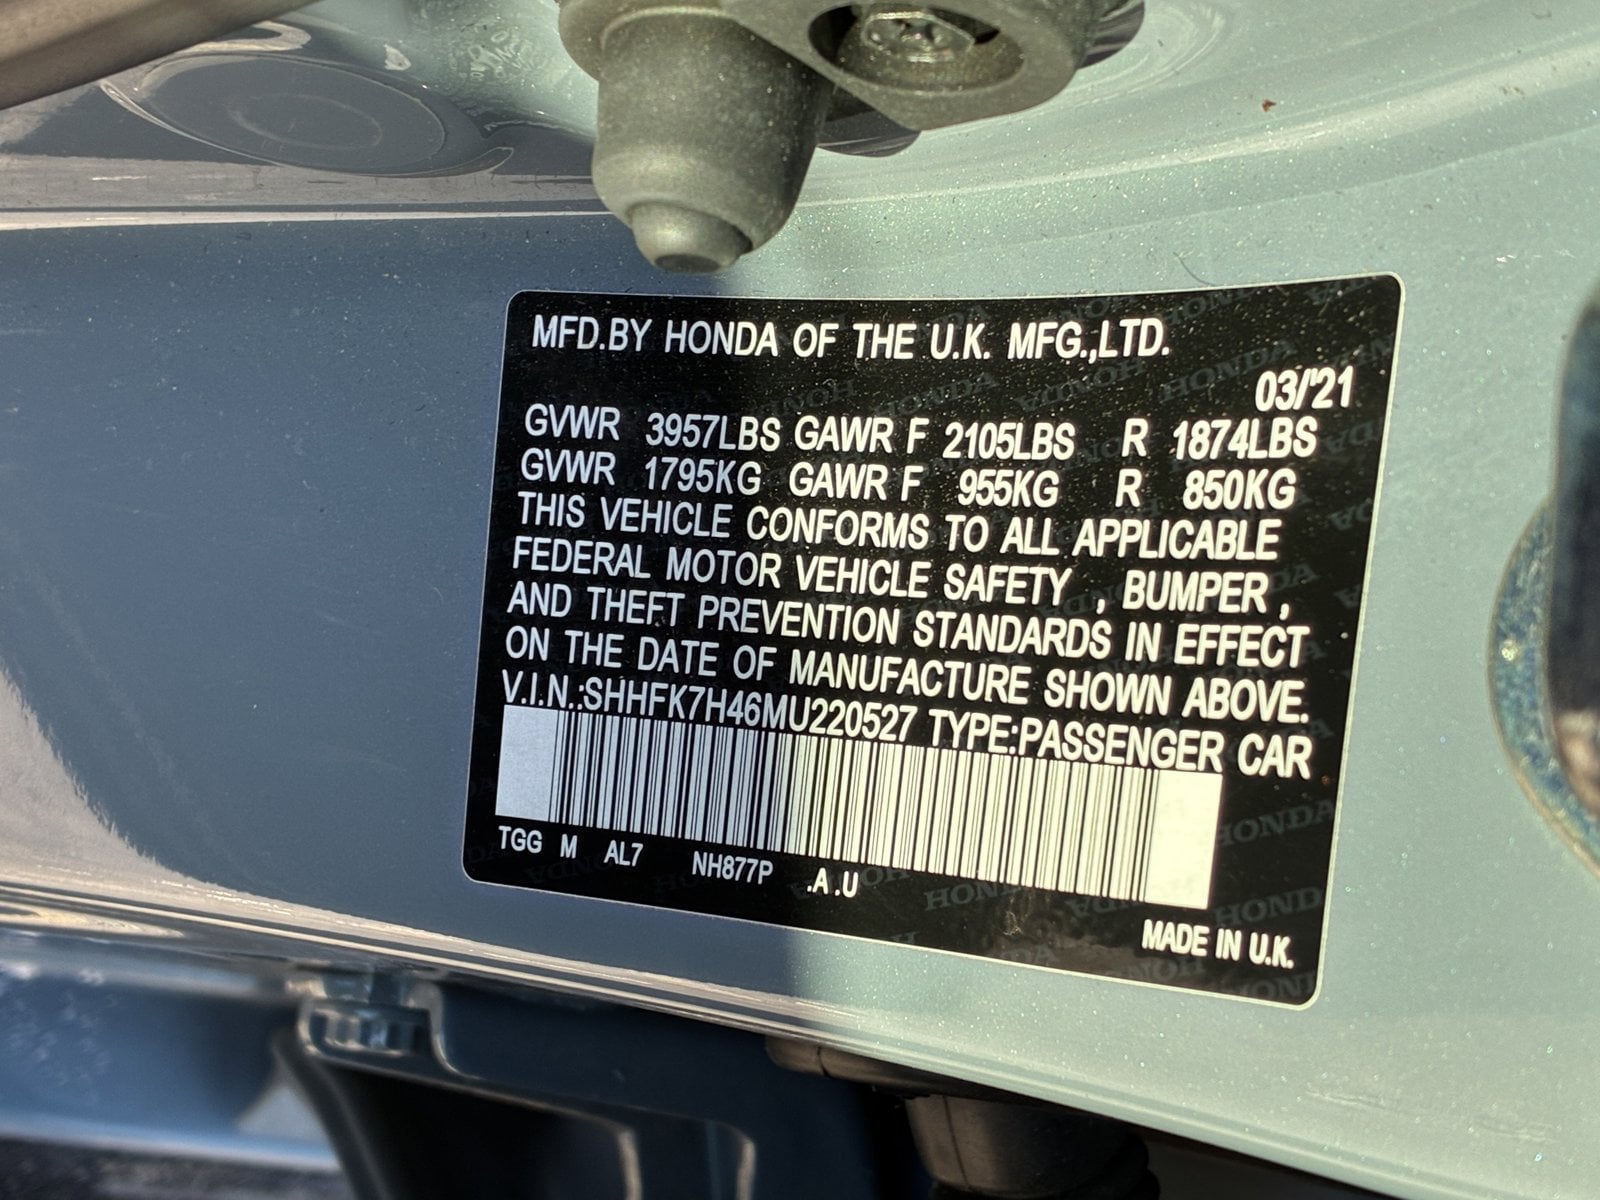 MFD.BY HONDA OF THE U.K. MFG.,LTD.
03/'21
GVWR 3957LBS GAWR F 2105LBS R 1874LBS
GVWR 1795KG GAWR F 955KG R 850KG
THIS VEHICLE CONFORMS TO ALL APPLICABLE
FEDERAL MOTOR VEHICLE SAFETY , BUMPER ,
AND THEFT PREVENTION STANDARDS IN EFFECT
ON THE DATE OF MANUFACTURE SHOWN ABOVE.
V.I.N.:SHHFK7H46MU220527 TYPE:PASSENGER CAR
TGG M AL7 NH877P .A .U
MADE IN U.K.